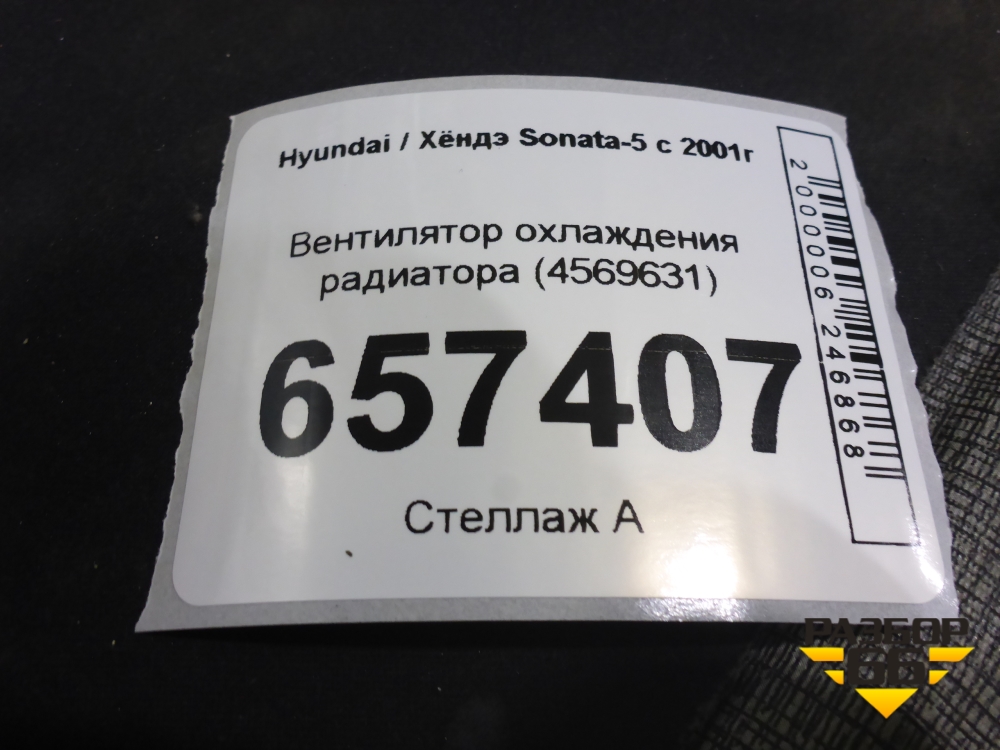 Hyundai / Хёндэ Sonata-5 с 2001г
Вентилятор охлаждения
радиатора (4569631)
657407
Стеллаж А
2000006246868
РАЗБОР
66